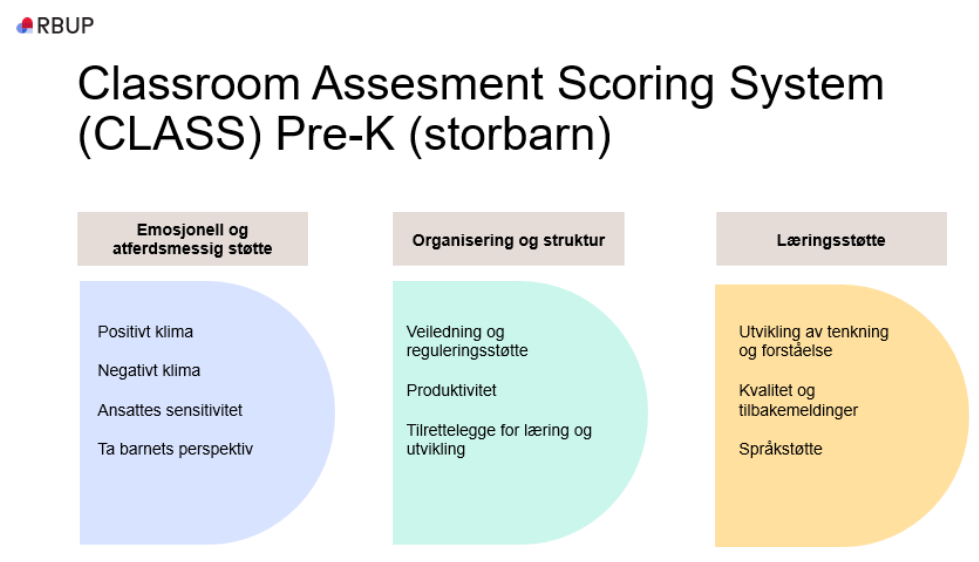 RBUP
Classroom Assesment Scoring System
(CLASS) Pre-K (storbarn)
Emosjonell og
atferdsmessig støtte
Positivt klima
Negativt klima
Ansattes sensitivitet
Ta barnets perspektiv
Organisering og struktur
Veiledning og
reguleringsstøtte
Produktivitet
Tilrettelegge for læring og
utvikling
Læringsstøtte
Utvikling av tenkning
og forståelse
Kvalitet og
tilbakemeldinger
Språkstøtte